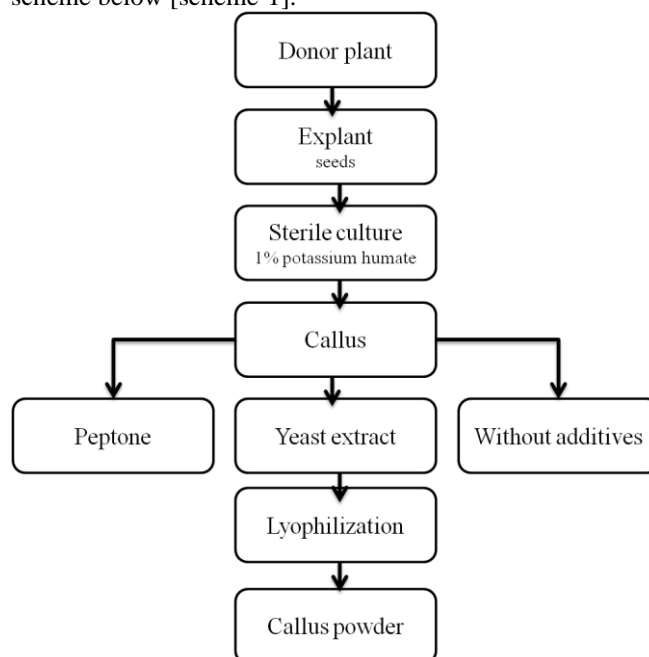 scheme below [scheme 1].
Donor plant
Explant
seeds
Sterile culture
1% potassium humate
Callus
Peptone
Yeast extract
Without additives
Lyophilization
Callus powder